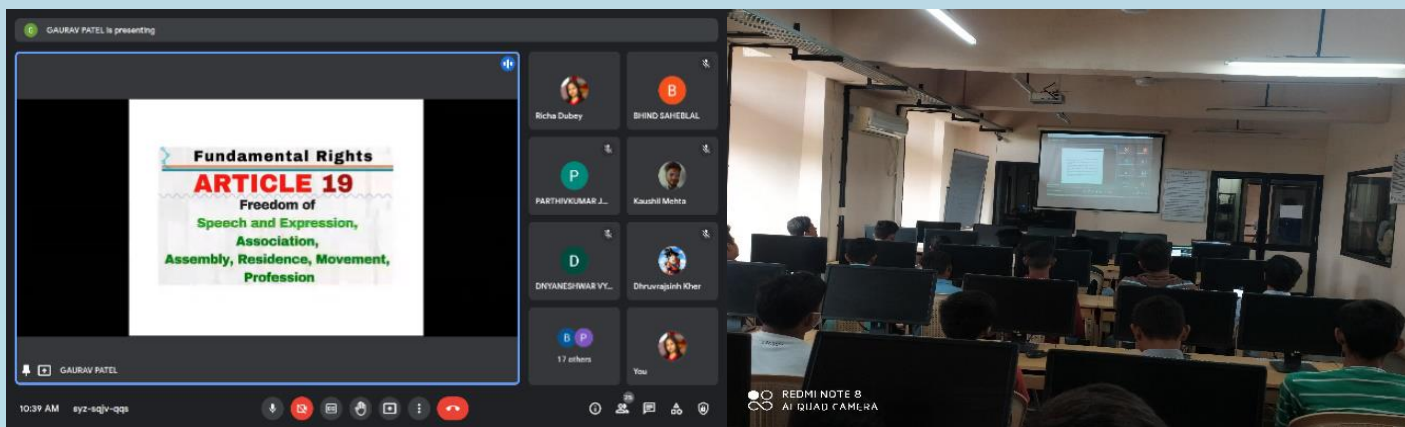 GAURAV PATEL is presenting
Fundamental Rights
ARTICLE 19
Freedom of
Speech and Expression,
Association,
Assembly, Residence, Movement,
Profession
GAURAV PATEL
Richa Dubey
B
BHIND SAHEBLAL
P
PARTHIVKUMAR J...
Kaushil Mehta
D
DNYANESHWAR VY...
Dhruvrajsinh Kher
B P
17 others
You
10:39 AM syz-sqjv-qqs
25
REDMI NOTE 8
AI QUAD CAMERA